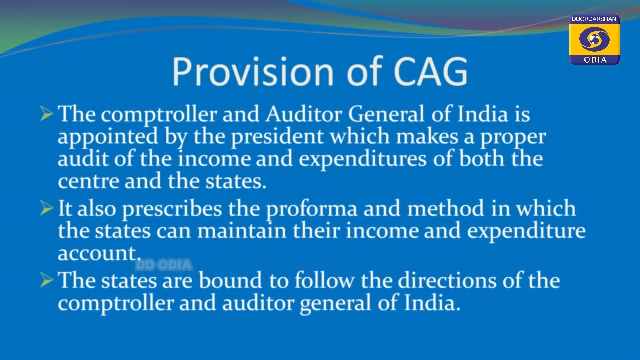 DOORDARSHAN
ODIA
Provision of CAG
The comptroller and Auditor General of India is
appointed by the president which makes a proper
audit of the income and expenditures of both the
centre and the states.
It also prescribes the proforma and method in which
the states can maintain their income and expenditure
account.
DD ODIA
The states are bound to follow the directions of the
comptroller and auditor general of India.